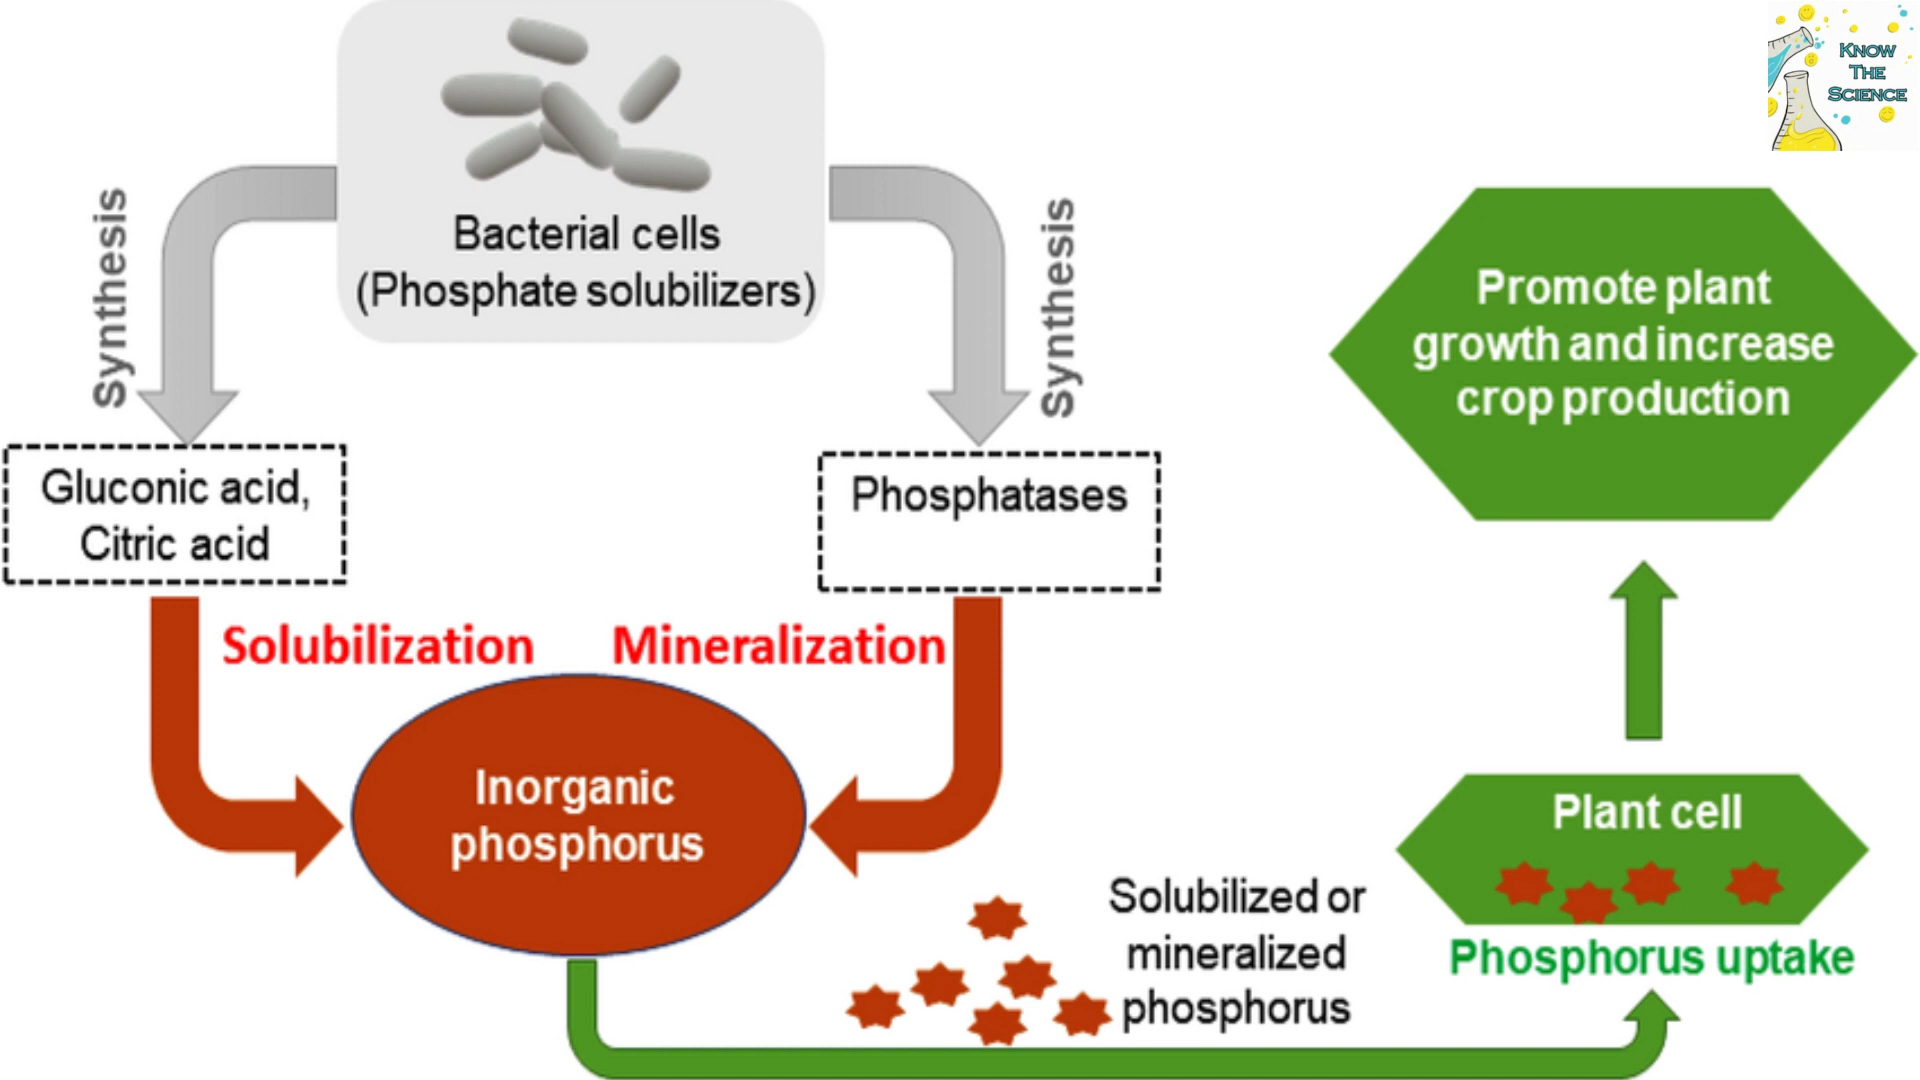 KNOW
THE
SCIENCE
Bacterial cells
(Phosphate solubilizers)
Synthesis
Synthesis
Gluconic acid,
Citric acid
Phosphatases
Solubilization
Mineralization
Inorganic
phosphorus
Solubilized or
mineralized
phosphorus
Plant cell
Phosphorus uptake
Promote plant
growth and increase
crop production